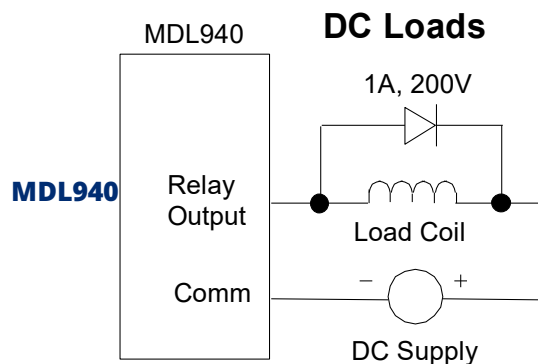 DC Loads
MDL940
1A, 200V
MDL940
Relay
Output
Load Coil
Comm
− +
DC Supply